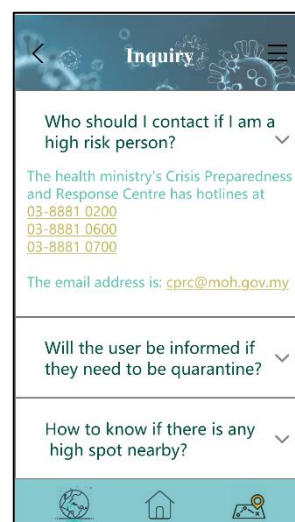 Inquiry
Who should I contact if I am a
high risk person?
The health ministry's Crisis Preparedness
and Response Centre has hotlines at
03-8881 0200
03-8881 0600
03-8881 0700
The email address is: cprc@moh.gov.my
Will the user be informed if
they need to be quarantine?
How to know if there is any
high spot nearby?